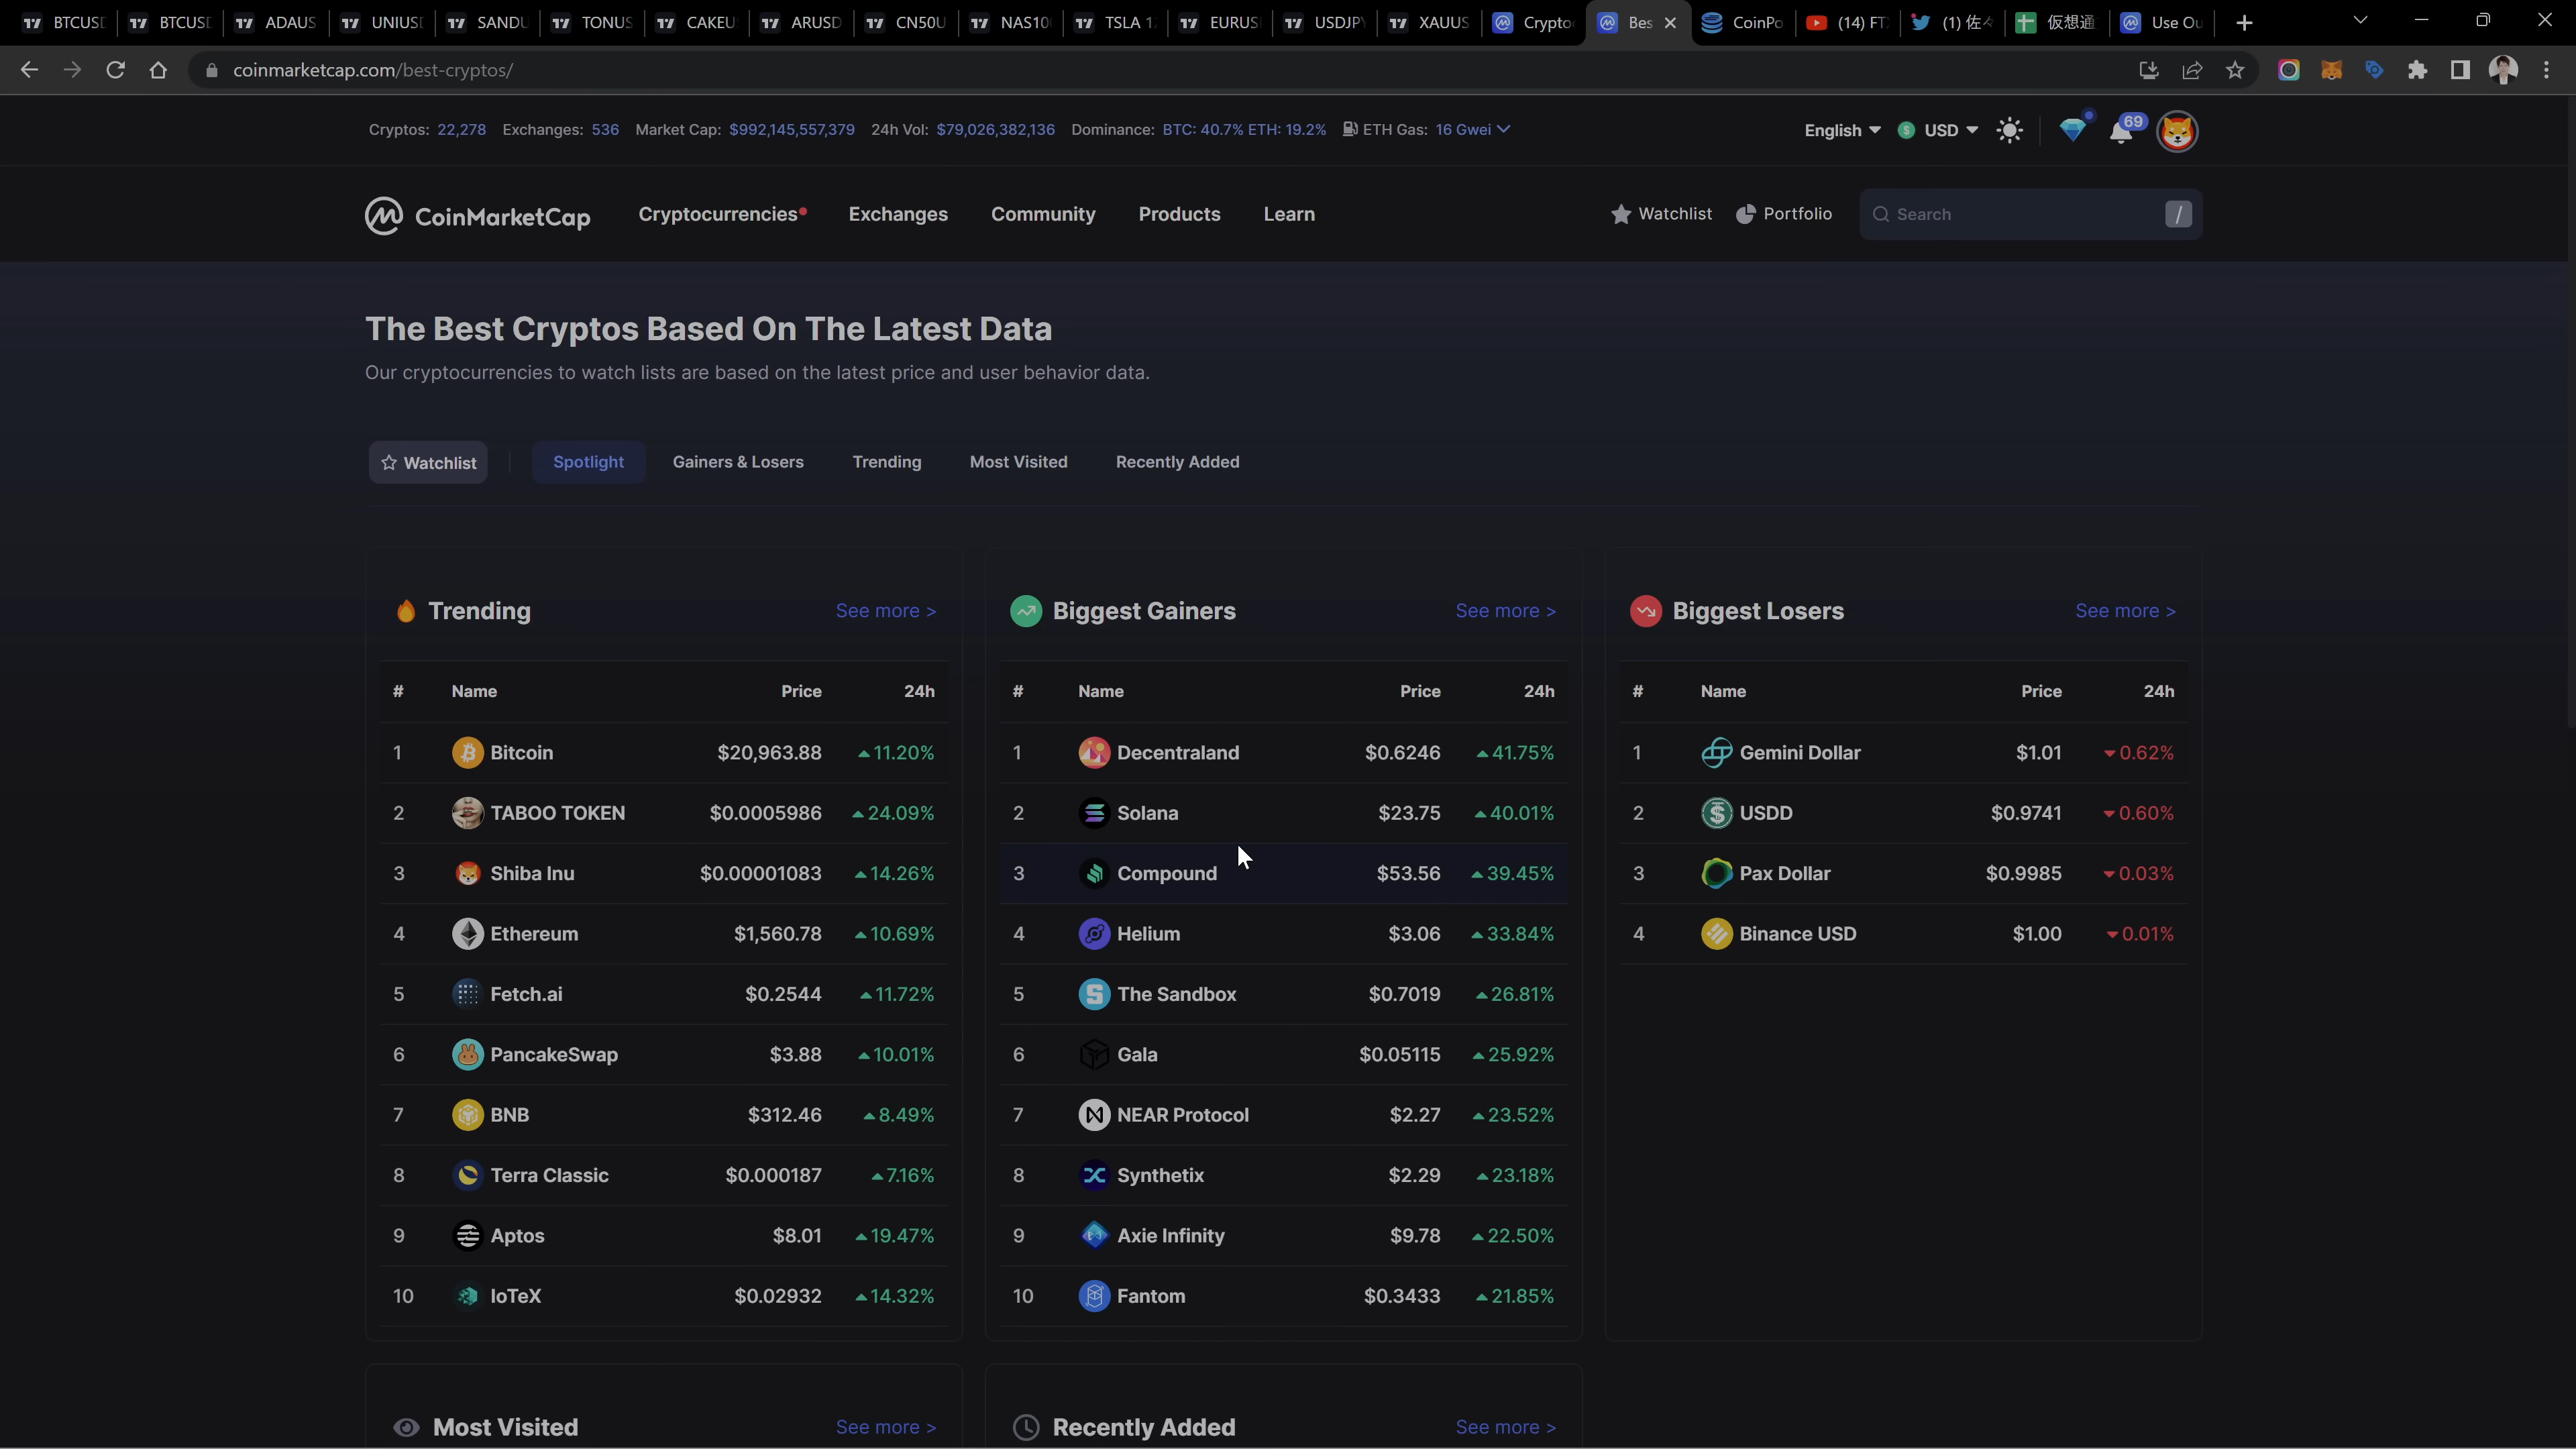 BTCUSD BTCUSD ADAUS UNIUSD SANDU TONUS CAKEU ARUSD CN50U NAS10 TSLA EURUS USDJPY XAUUS Crypto Bes CoinPo (14) FT (1) 佐々 仮想通 Use Ou
coinmarketcap.com/best-cryptos/
Cryptos: 22,278 Exchanges: 536 Market Cap: $992,145,557,379 24h Vol: $79,026,382,136 Dominance: BTC: 40.7% ETH: 19.2% ETH Gas: 16 Gwei English USD 69
CoinMarketCap Cryptocurrencies Exchanges Community Products Learn Watchlist Portfolio Search /
The Best Cryptos Based On The Latest Data
Our cryptocurrencies to watch lists are based on the latest price and user behavior data.
Watchlist Spotlight Gainers & Losers Trending Most Visited Recently Added
Trending See more >
# Name Price 24h
1 Bitcoin $20,963.88 11.20%
2 TABOO TOKEN $0.0005986 24.09%
3 Shiba Inu $0.00001083 14.26%
4 Ethereum $1,560.78 10.69%
5 Fetch.ai $0.2544 11.72%
6 PancakeSwap $3.88 10.01%
7 BNB $312.46 8.49%
8 Terra Classic $0.000187 7.16%
9 Aptos $8.01 19.47%
10 IoTeX $0.02932 14.32%
Biggest Gainers See more >
# Name Price 24h
1 Decentraland $0.6246 41.75%
2 Solana $23.75 40.01%
3 Compound $53.56 39.45%
4 Helium $3.06 33.84%
5 The Sandbox $0.7019 26.81%
6 Gala $0.05115 25.92%
7 NEAR Protocol $2.27 23.52%
8 Synthetix $2.29 23.18%
9 Axie Infinity $9.78 22.50%
10 Fantom $0.3433 21.85%
Biggest Losers See more >
# Name Price 24h
1 Gemini Dollar $1.01 0.62%
2 USDD $0.9741 0.60%
3 Pax Dollar $0.9985 0.03%
4 Binance USD $1.00 0.01%
Most Visited See more >
Recently Added See more >